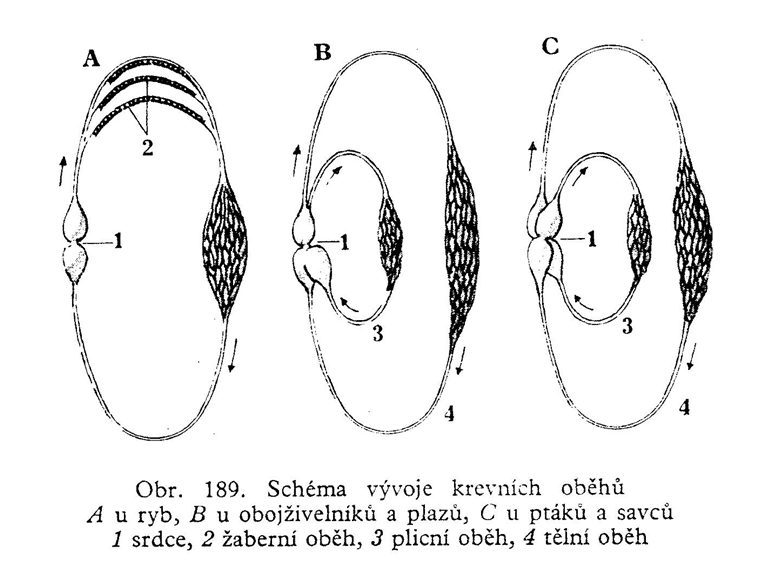 A
B
C
2
1
1
1
3
3
4
4
Obr. 189. Schéma vývoje krevních oběhů
A u ryb, B u obojživelníků a plazů, C u ptáků a savců
1 srdce, 2 žaberní oběh, 3 plicní oběh, 4 tělní oběh